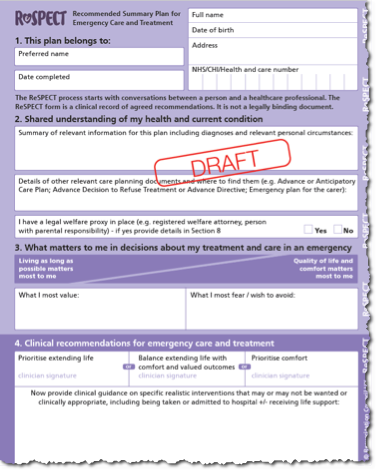 ReSPECT
Recommended Summary Plan for
Emergency Care and Treatment
Full name
Date of birth
Address
NHS/CHI/Health and care number
1. This plan belongs to:
Preferred name
Date completed
The ReSPECT process starts with conversations between a person and a healthcare professional. The
ReSPECT form is a clinical record of agreed recommendations. It is not a legally binding document.
2. Shared understanding of my health and current condition
Summary of relevant information for this plan including diagnoses and relevant personal circumstances:
DRAFT
Details of other relevant care planning documents and where to find them (e.g. Advance or Anticipatory
Care Plan; Advance Decision to Refuse Treatment or Advance Directive; Emergency plan for the carer):
I have a legal welfare proxy in place (e.g. registered welfare attorney, person
with parental responsibility) - if yes provide details in Section 8
Yes
No
3. What matters to me in decisions about my treatment and care in an emergency
Living as long as
possible matters
most to me
Quality of life and
comfort matters
most to me
What I most value:
What I most fear / wish to avoid:
4. Clinical recommendations for emergency care and treatment
Prioritise extending life
clinician signature
or
Balance extending life with
comfort and valued outcomes
clinician signature
or
Prioritise comfort
clinician signature
Now provide clinical guidance on specific realistic interventions that may or may not be wanted or
clinically appropriate, including being taken or admitted to hospital +/- receiving life support: